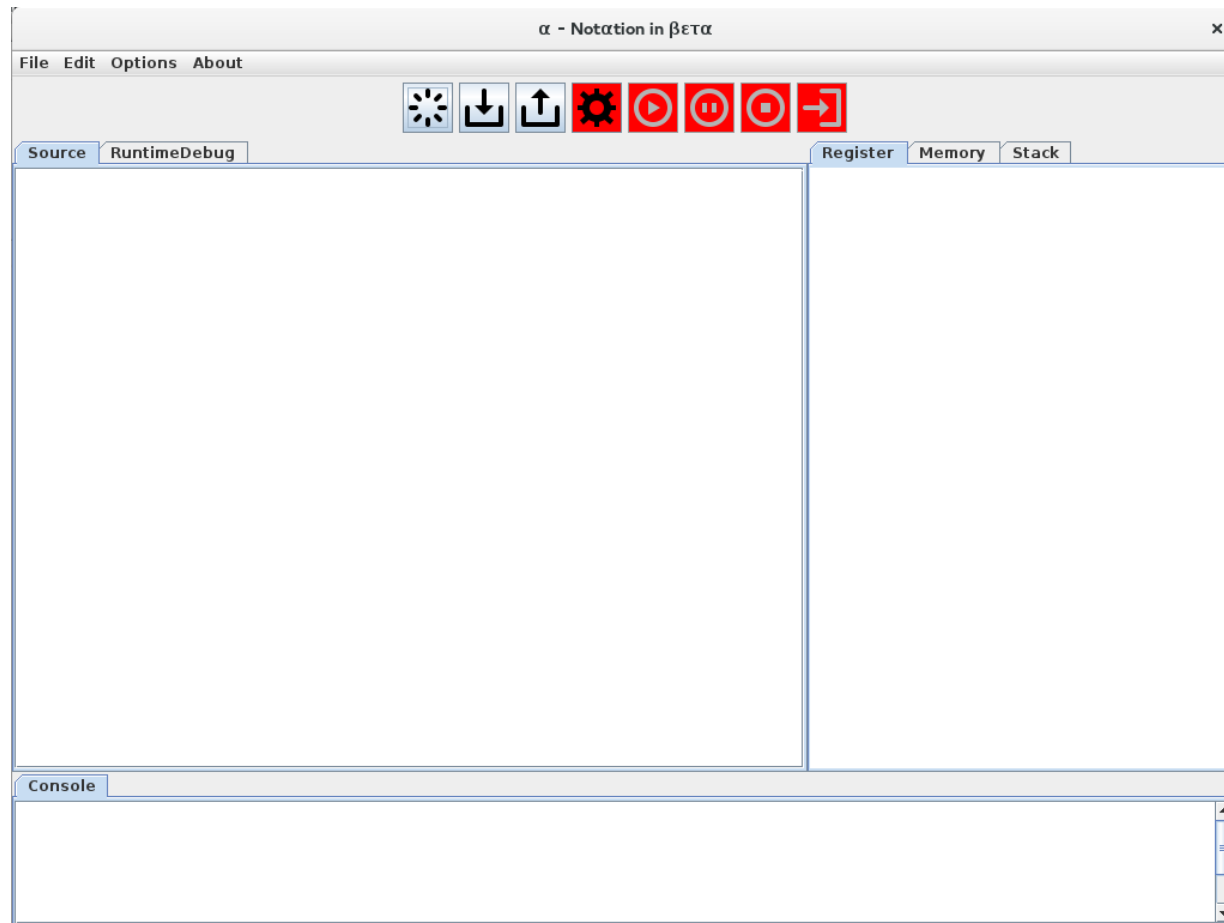 α - Notαtion in βετα
File Edit Options About
Source RuntimeDebug Register Memory Stack
Console